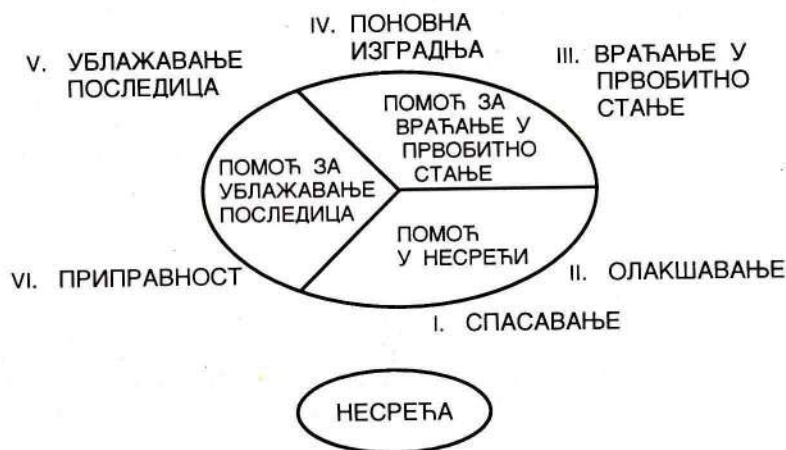 IV. ПОНОВНА
ИЗГРАДЊА
V. УБЛАЖАВАЊЕ
ПОСЛЕДИЦА
III. ВРАЋАЊЕ У
ПРВОБИТНО
СТАЊЕ
ПОМОЋ ЗА
ВРАЋАЊЕ У
ПРВОБИТНО
СТАЊЕ
ПОМОЋ ЗА
УБЛАЖАВАЊЕ
ПОСЛЕДИЦА
ПОМОЋ
У НЕСРЕЋИ
VI. ПРИПРАВНОСТ
II. ОЛАКШАВАЊЕ
I. СПАСАВАЊЕ
НЕСРЕЋА